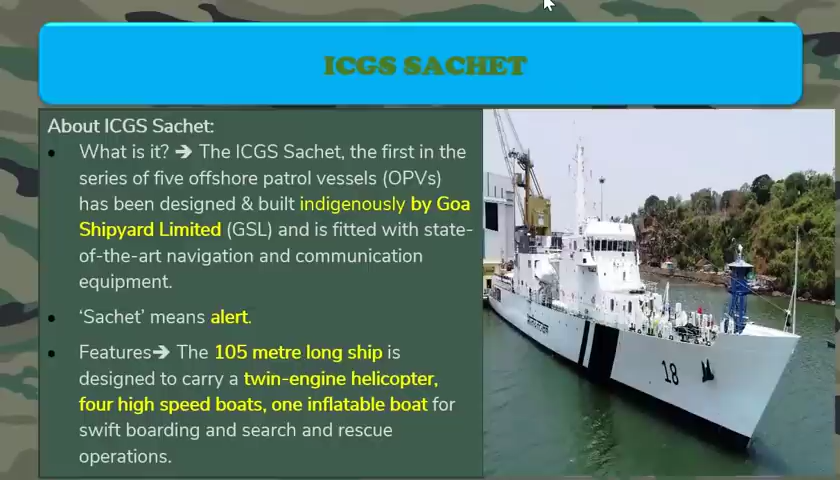 ICGS SACHET
About ICGS Sachet:
• What is it? ➔ The ICGS Sachet, the first in the
series of five offshore patrol vessels (OPVs)
has been designed & built indigenously by Goa
Shipyard Limited (GSL) and is fitted with state-
of-the-art navigation and communication
equipment.
• ‘Sachet’ means alert.
• Features➔ The 105 metre long ship is
designed to carry a twin-engine helicopter,
four high speed boats, one inflatable boat for
swift boarding and search and rescue
operations.
18